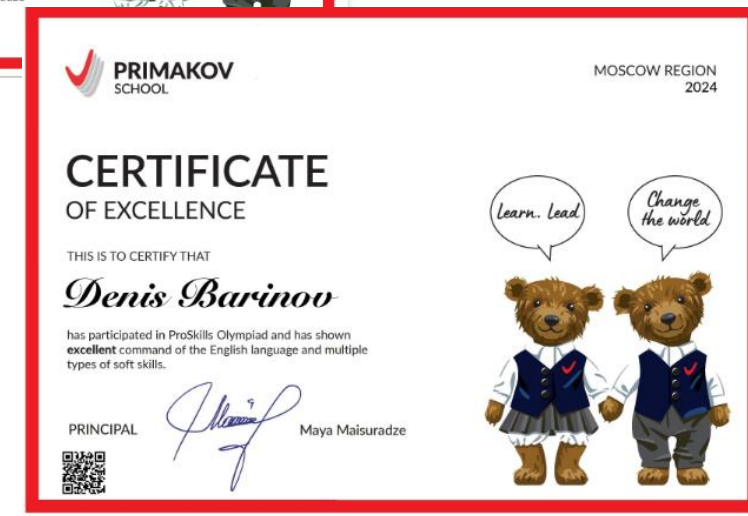 PRIMAKOV
SCHOOL
MOSCOW REGION
2024
CERTIFICATE
OF EXCELLENCE
Learn. Lead
Change
the world
THIS IS TO CERTIFY THAT
Denis Barinov
has participated in ProSkills Olympiad and has shown
excellent command of the English language and multiple
types of soft skills.
PRINCIPAL
Maya Maisuradze